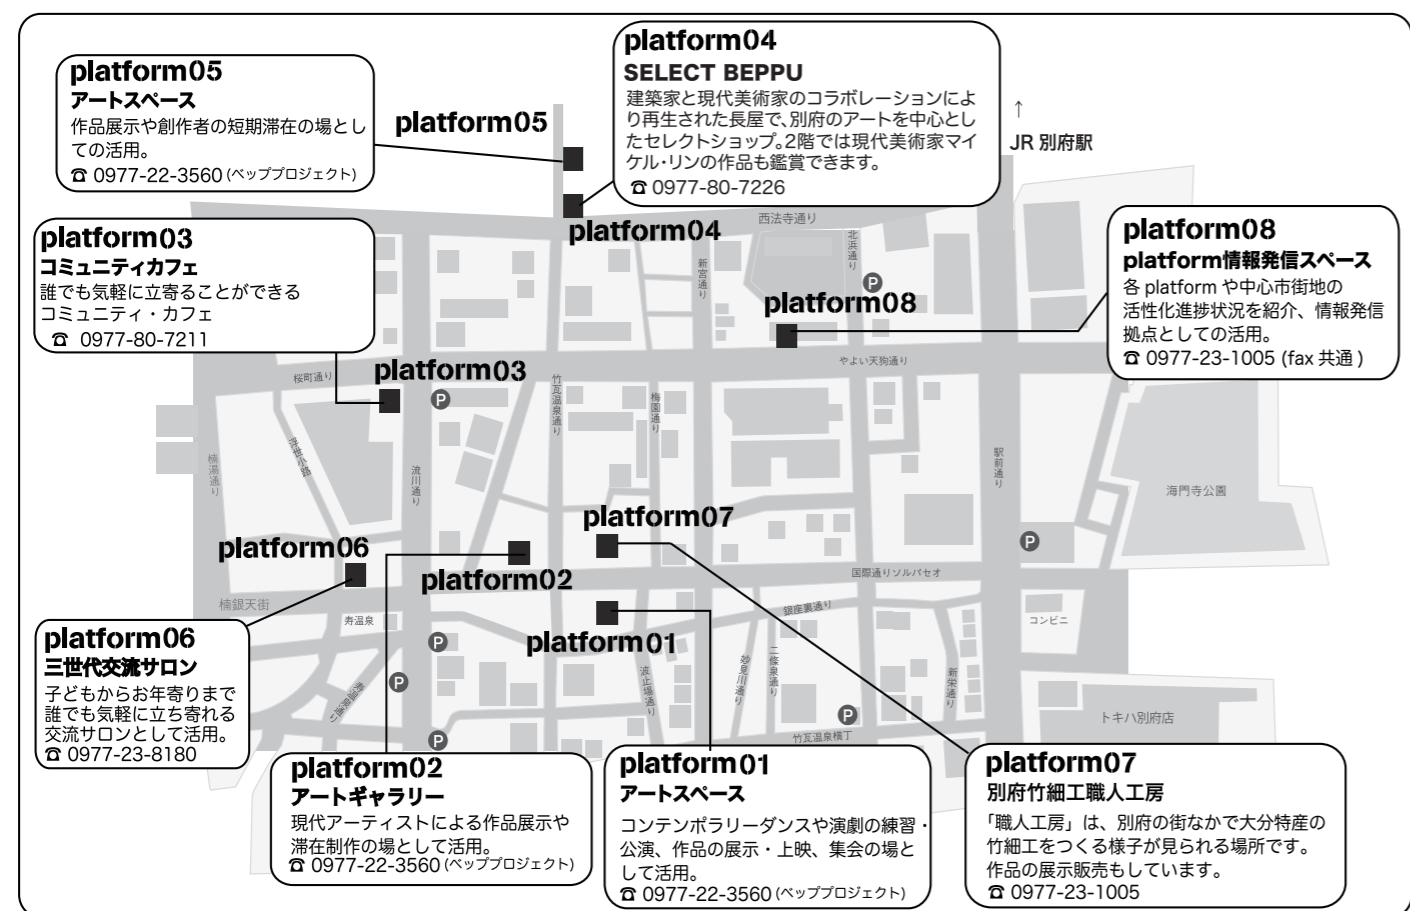 platform05
アートスペース
作品展示や創作者の短期滞在の場とし
ての活用。
☎ 0977-22-3560 (ベッププロジェクト)
platform05
platform04
SELECT BEPPU
建築家と現代美術家のコラボレーションによ
り再生された長屋で、別府のアートを中心とし
たセレクトショップ。2階では現代美術家マイ
ケル・リンの作品も鑑賞できます。
☎ 0977-80-7226
↑
JR 別府駅
platform04
西法寺通り
北浜通り
新宮通り
P
platform03
コミュニティカフェ
誰でも気軽に立寄ることができる
コミュニティ・カフェ
☎ 0977-80-7211
platform08
platform情報発信スペース
各 platform や中心市街地の
活性化進捗状況を紹介、情報発信
拠点としての活用。
☎ 0977-23-1005 (fax 共通 )
platform08
やよい天狗通り
桜町通り
platform03
P
竹瓦温泉通り
梅園通り
浮世小路
楠湯通り
流川通り
駅前通り
海門寺公園
platform07
P
platform06
platform02
国際通りソルパセオ
楠銀天街
寿温泉
platform01
銀座裏通り
コンビニ
P
P
寿温泉通り
波止場通り
妙見川通り
二條泉通り
新栄通り
P
竹瓦温泉横丁
トキハ別府店
P
platform06
三世代交流サロン
子どもからお年寄りまで
誰でも気軽に立ち寄れる
交流サロンとして活用。
☎ 0977-23-8180
platform02
アートギャラリー
現代アーティストによる作品展示や
滞在制作の場として活用。
☎ 0977-22-3560 (ベッププロジェクト)
platform01
アートスペース
コンテンポラリーダンスや演劇の練習・
公演、作品の展示・上映、集会の場と
して活用。
☎ 0977-22-3560 (ベッププロジェクト)
platform07
別府竹細工職人工房
「職人工房」は、別府の街なかで大分特産の
竹細工をつくる様子が見られる場所です。
作品の展示販売もしています。
☎ 0977-23-1005